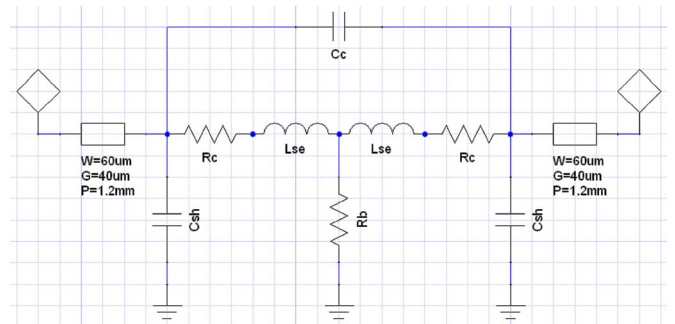 Cc
Rc
Lse
Lse
Rc
W=60um
G=40um
P=1.2mm
W=60um
G=40um
P=1.2mm
Csh
Rb
Csh